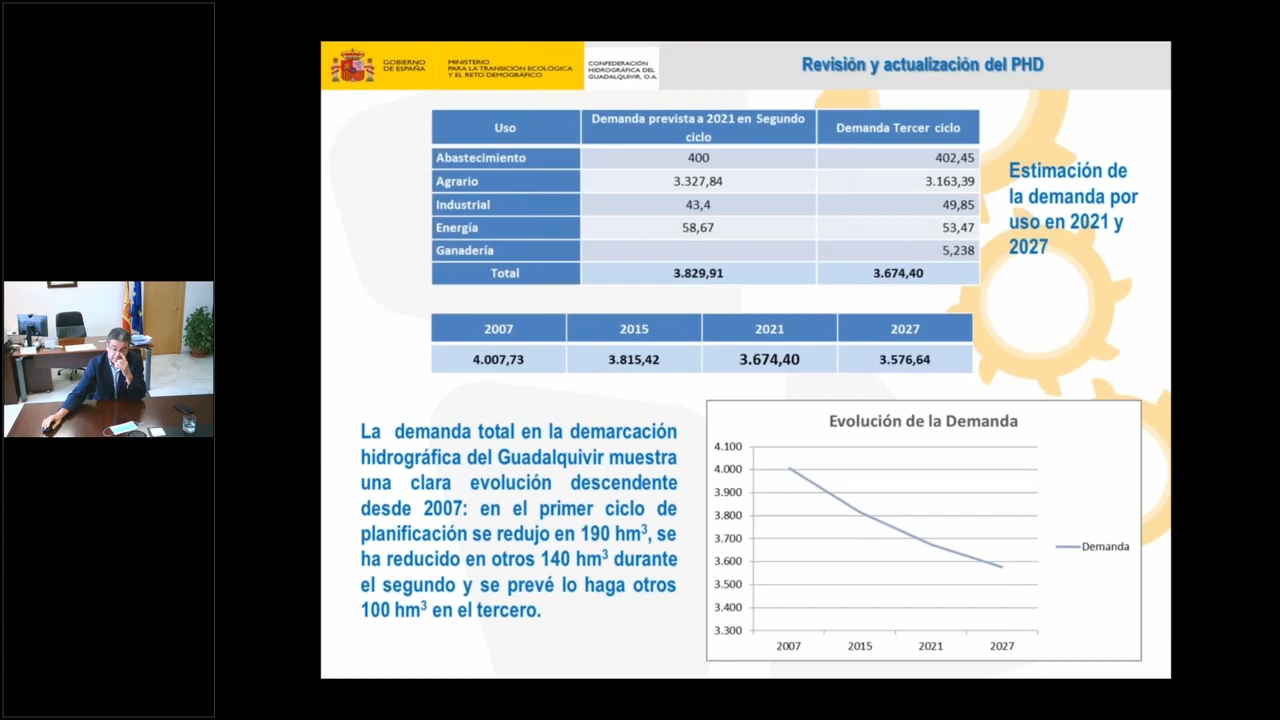 GOBIERNO
DE ESPAÑA
MINISTERIO
PARA LA TRANSICIÓN ECOLÓGICA
Y EL RETO DEMOGRÁFICO
CONFEDERACIÓN
HIDROGRÁFICA DEL
GUADALQUIVIR, O.A.
Revisión y actualización del PHD
Uso Demanda prevista a 2021 en Segundo ciclo Demanda Tercer ciclo
Abastecimiento 400 402,45
Agrario 3.327,84 3.163,39
Industrial 43,4 49,85
Energía 58,67 53,47
Ganadería 5,238
Total 3.829,91 3.674,40
Estimación de
la demanda por
uso en 2021 y
2027
2007 2015 2021 2027
4.007,73 3.815,42 3.674,40 3.576,64
La demanda total en la demarcación
hidrográfica del Guadalquivir muestra
una clara evolución descendente
desde 2007: en el primer ciclo de
planificación se redujo en 190 hm³, se
ha reducido en otros 140 hm³ durante
el segundo y se prevé lo haga otros
100 hm³ en el tercero.
Evolución de la Demanda
4.100
4.000
3.900
3.800
3.700
3.600
3.500
3.400
3.300
2007 2015 2021 2027
Demanda